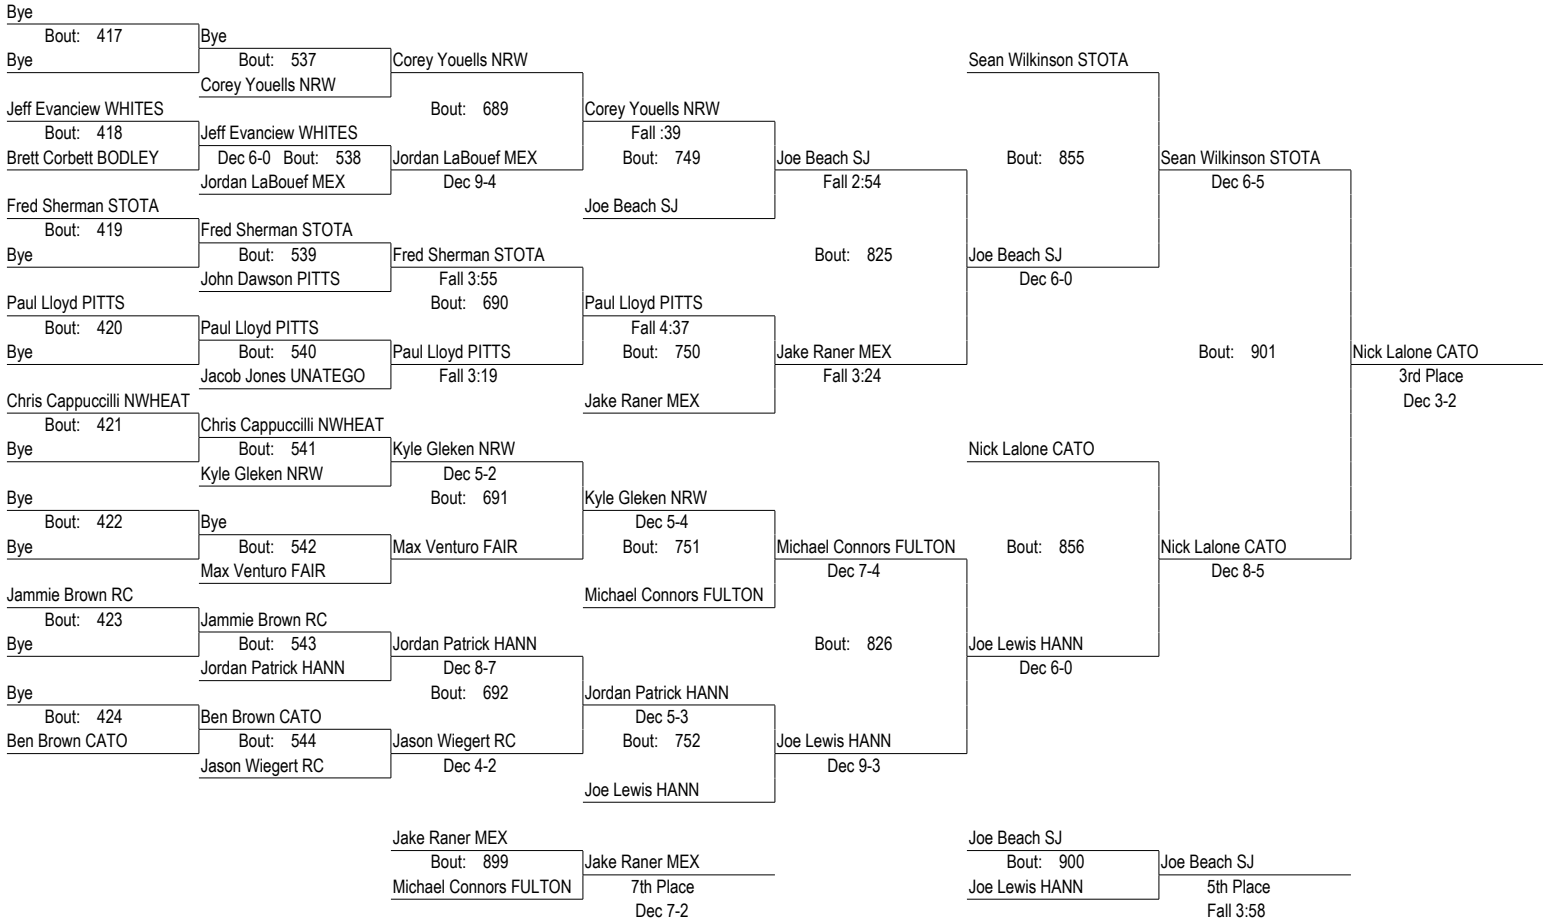 Bye
Bout: 417 Bye
Bye Bout: 537 Corey Youells NRW Sean Wilkinson STOTA
Corey Youells NRW
Jeff Evanciew WHITES Bout: 689 Corey Youells NRW
Bout: 418 Jeff Evanciew WHITES Fall :39
Brett Corbett BODLEY Dec 6-0 Bout: 538 Jordan LaBouef MEX Bout: 749 Joe Beach SJ Bout: 855 Sean Wilkinson STOTA
Jordan LaBouef MEX Dec 9-4 Fall 2:54 Dec 6-5
Fred Sherman STOTA Joe Beach SJ
Bout: 419 Fred Sherman STOTA
Bye Bout: 539 Fred Sherman STOTA Bout: 825 Joe Beach SJ
John Dawson PITTS Fall 3:55 Dec 6-0
Paul Lloyd PITTS Bout: 690 Paul Lloyd PITTS
Bout: 420 Paul Lloyd PITTS Fall 4:37
Bye Bout: 540 Paul Lloyd PITTS Bout: 750 Jake Raner MEX Bout: 901 Nick Lalone CATO
Jacob Jones UNATEGO Fall 3:19 Fall 3:24 3rd Place
Chris Cappuccilli NWHEAT Jake Raner MEX Dec 3-2
Bout: 421 Chris Cappuccilli NWHEAT
Bye Bout: 541 Kyle Gleken NRW Nick Lalone CATO
Kyle Gleken NRW Dec 5-2
Bye Bout: 691 Kyle Gleken NRW
Bout: 422 Bye Dec 5-4
Bye Bout: 542 Max Venturo FAIR Bout: 751 Michael Connors FULTON Bout: 856 Nick Lalone CATO
Max Venturo FAIR Dec 7-4 Dec 8-5
Jammie Brown RC Michael Connors FULTON
Bout: 423 Jammie Brown RC
Bye Bout: 543 Jordan Patrick HANN Bout: 826 Joe Lewis HANN
Jordan Patrick HANN Dec 8-7 Dec 6-0
Bye Bout: 692 Jordan Patrick HANN
Bout: 424 Ben Brown CATO Dec 5-3
Ben Brown CATO Bout: 544 Jason Wiegert RC Bout: 752 Joe Lewis HANN
Jason Wiegert RC Dec 4-2 Dec 9-3
Joe Lewis HANN
Jake Raner MEX Joe Beach SJ
Bout: 899 Jake Raner MEX Bout: 900 Joe Beach SJ
Michael Connors FULTON 7th Place Joe Lewis HANN 5th Place
Dec 7-2 Fall 3:58